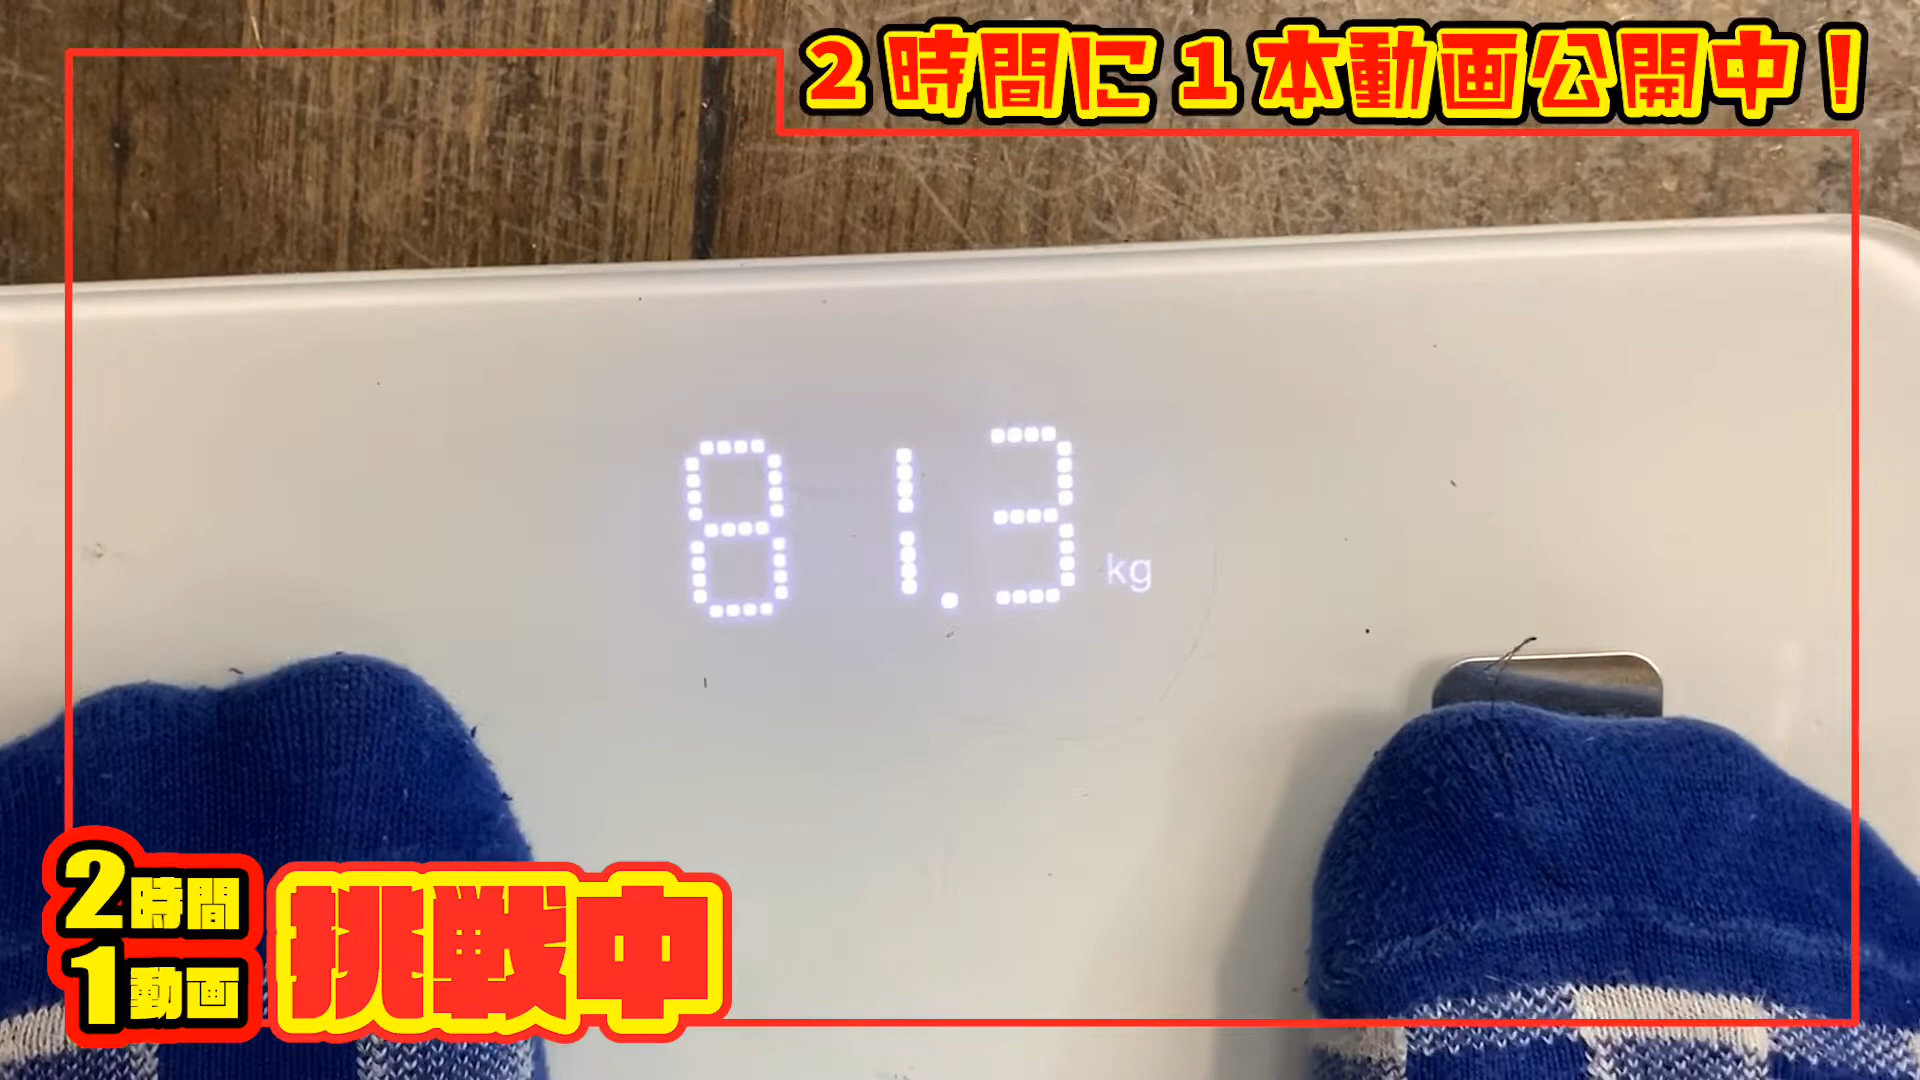 ２時間に１本動画公開中！
81.3 kg
2時間
1動画
挑戦中